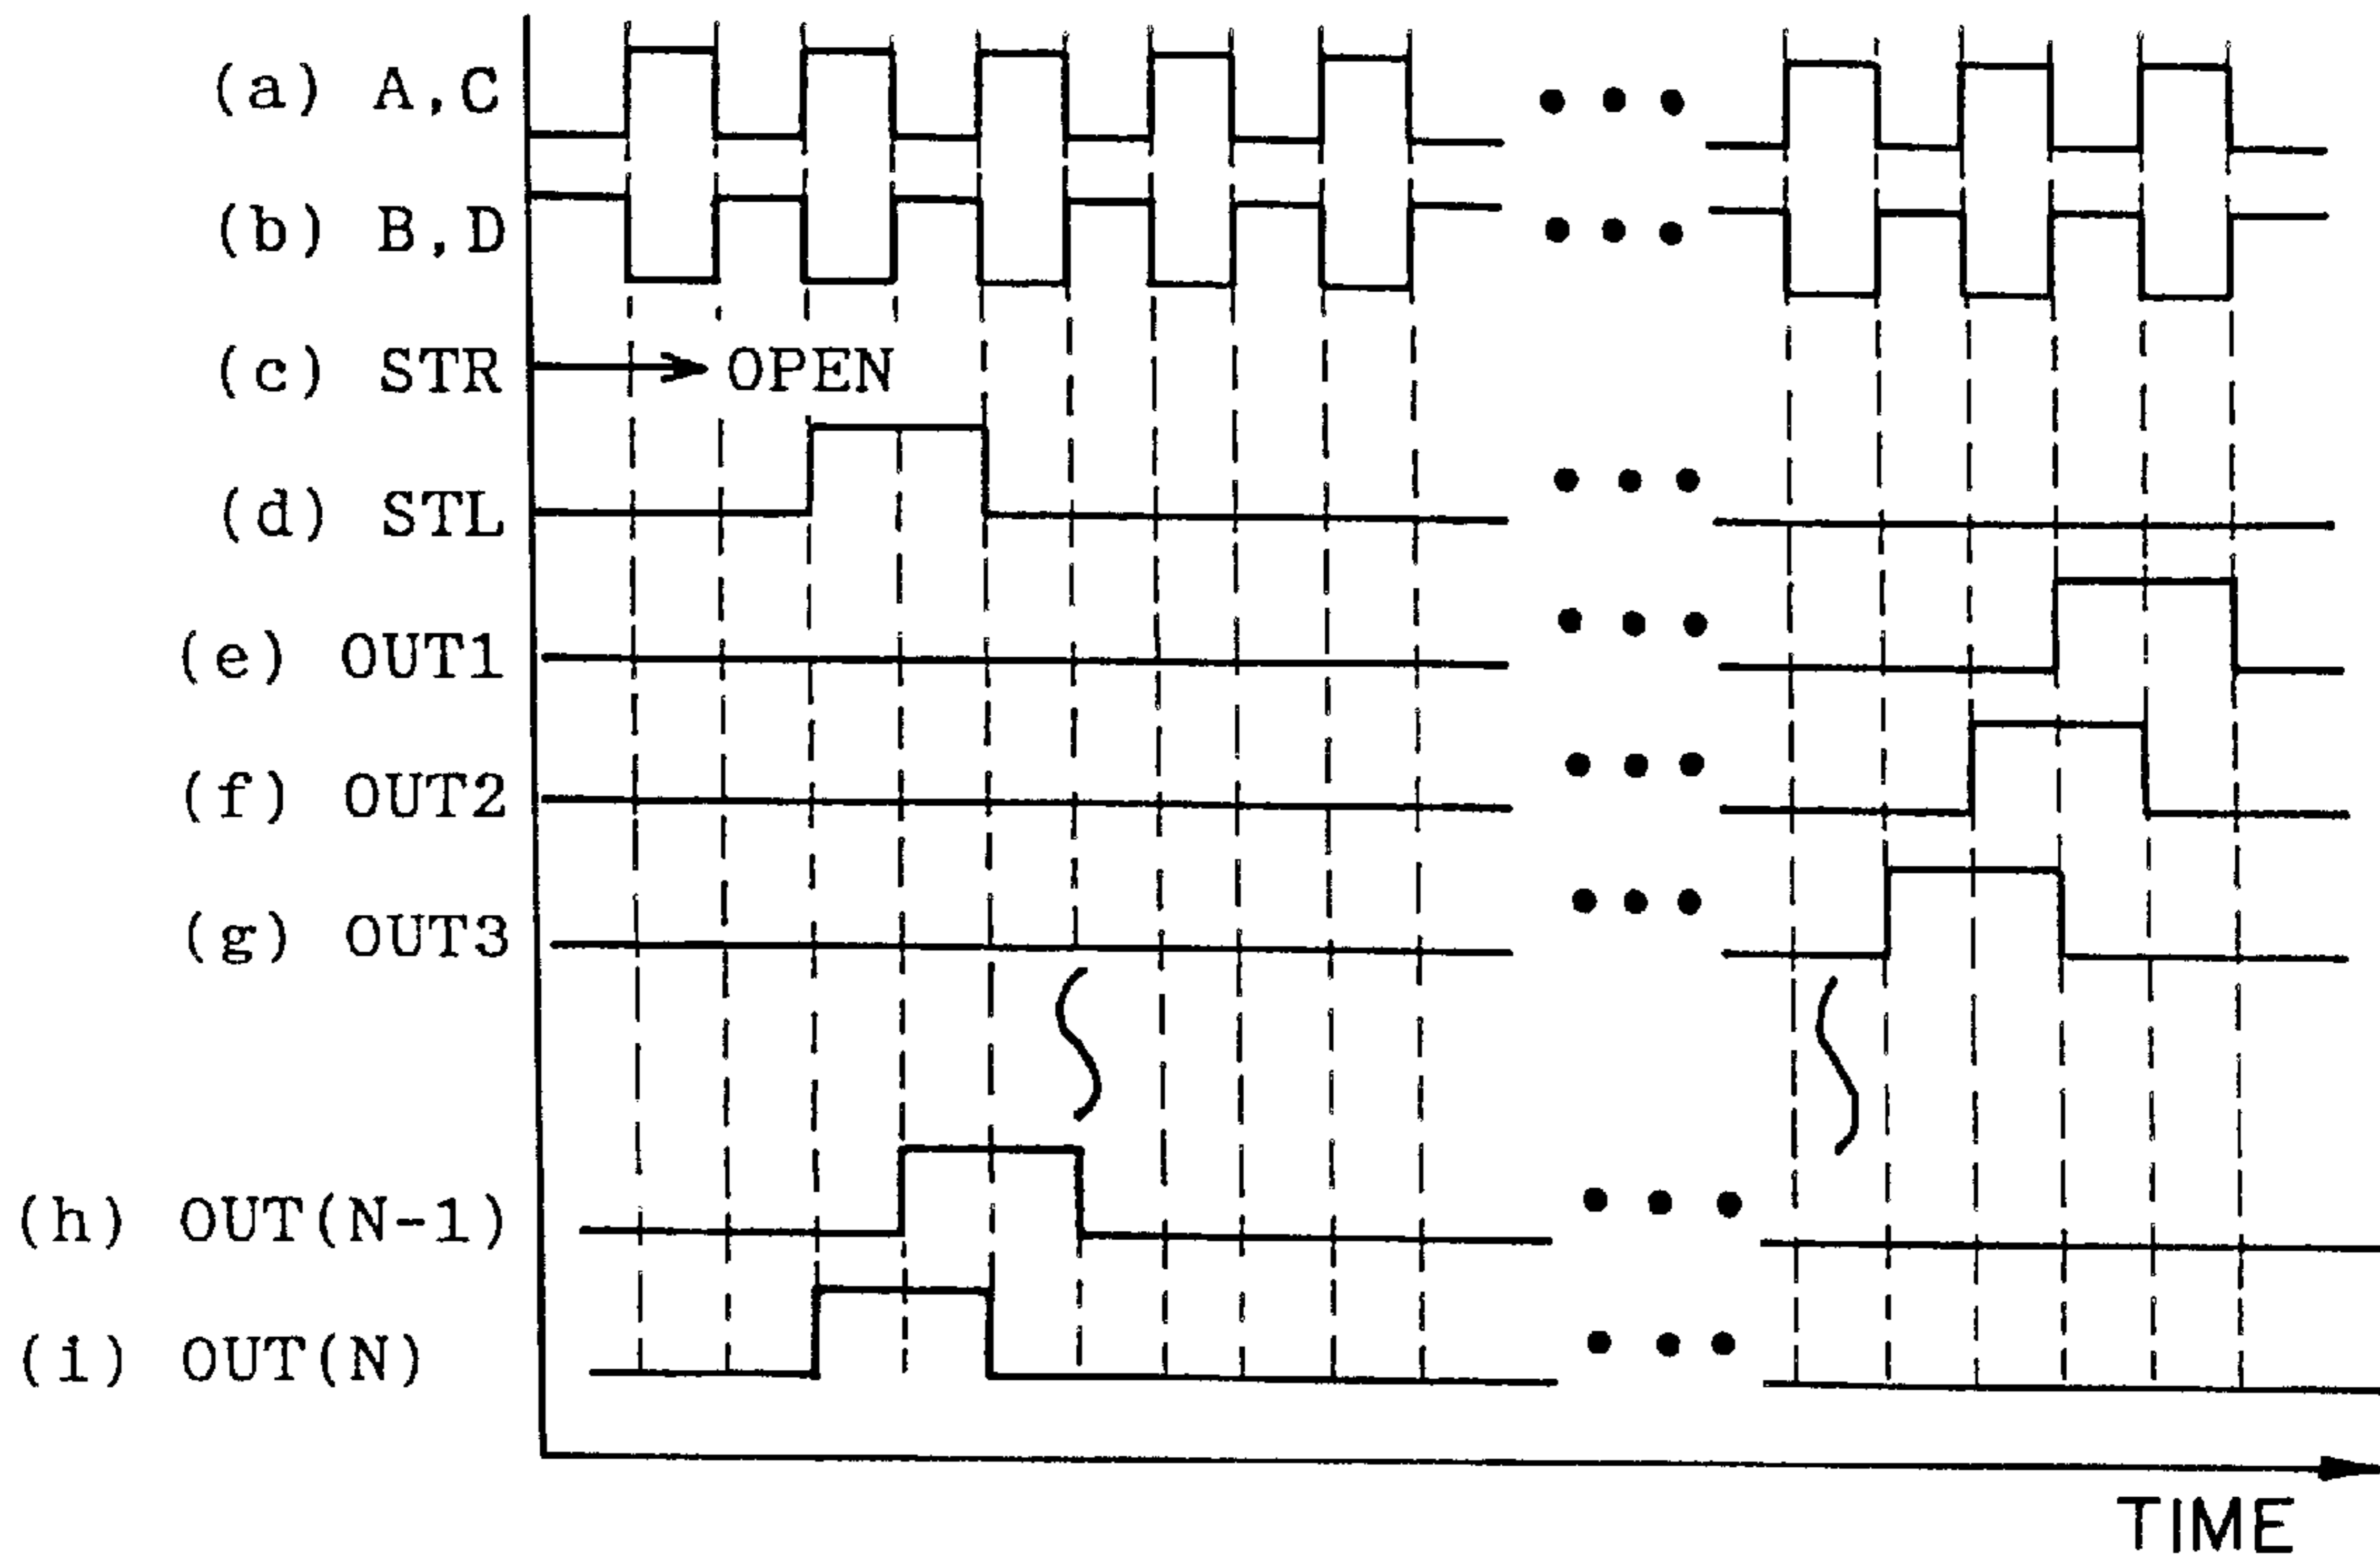 (a) A,C
(b) B,D
(c) STR OPEN
(d) STL
(e) OUT1
(f) OUT2
(g) OUT3
(h) OUT(N-1)
(i) OUT(N)
TIME